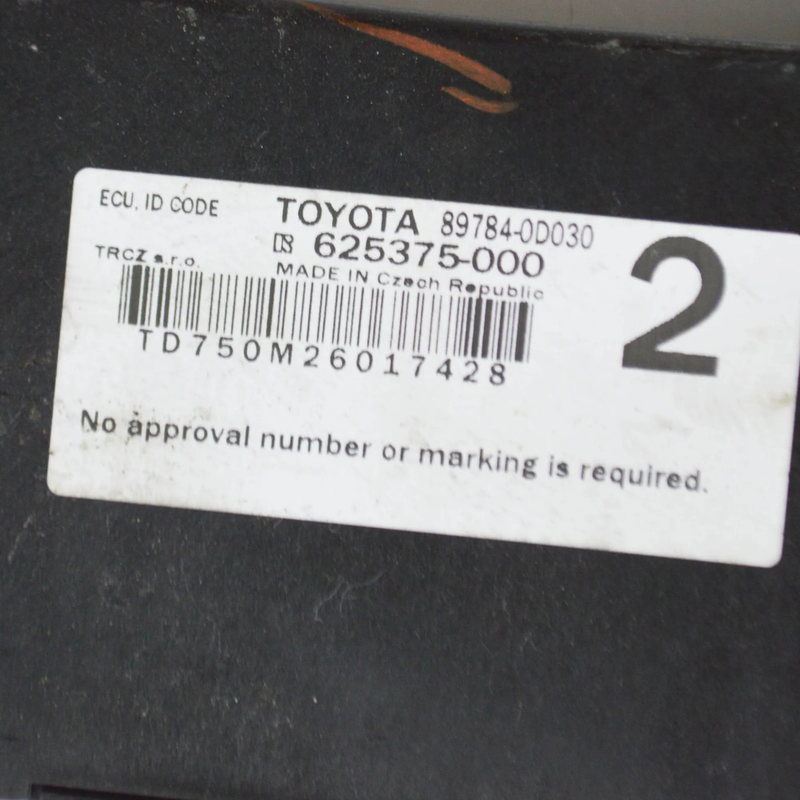 ECU, ID CODE TOYOTA 89784-0D030
625375-000
TRCZ s.r.o. MADE IN Czech Republic
2
TD750M26017428
No approval number or marking is required.